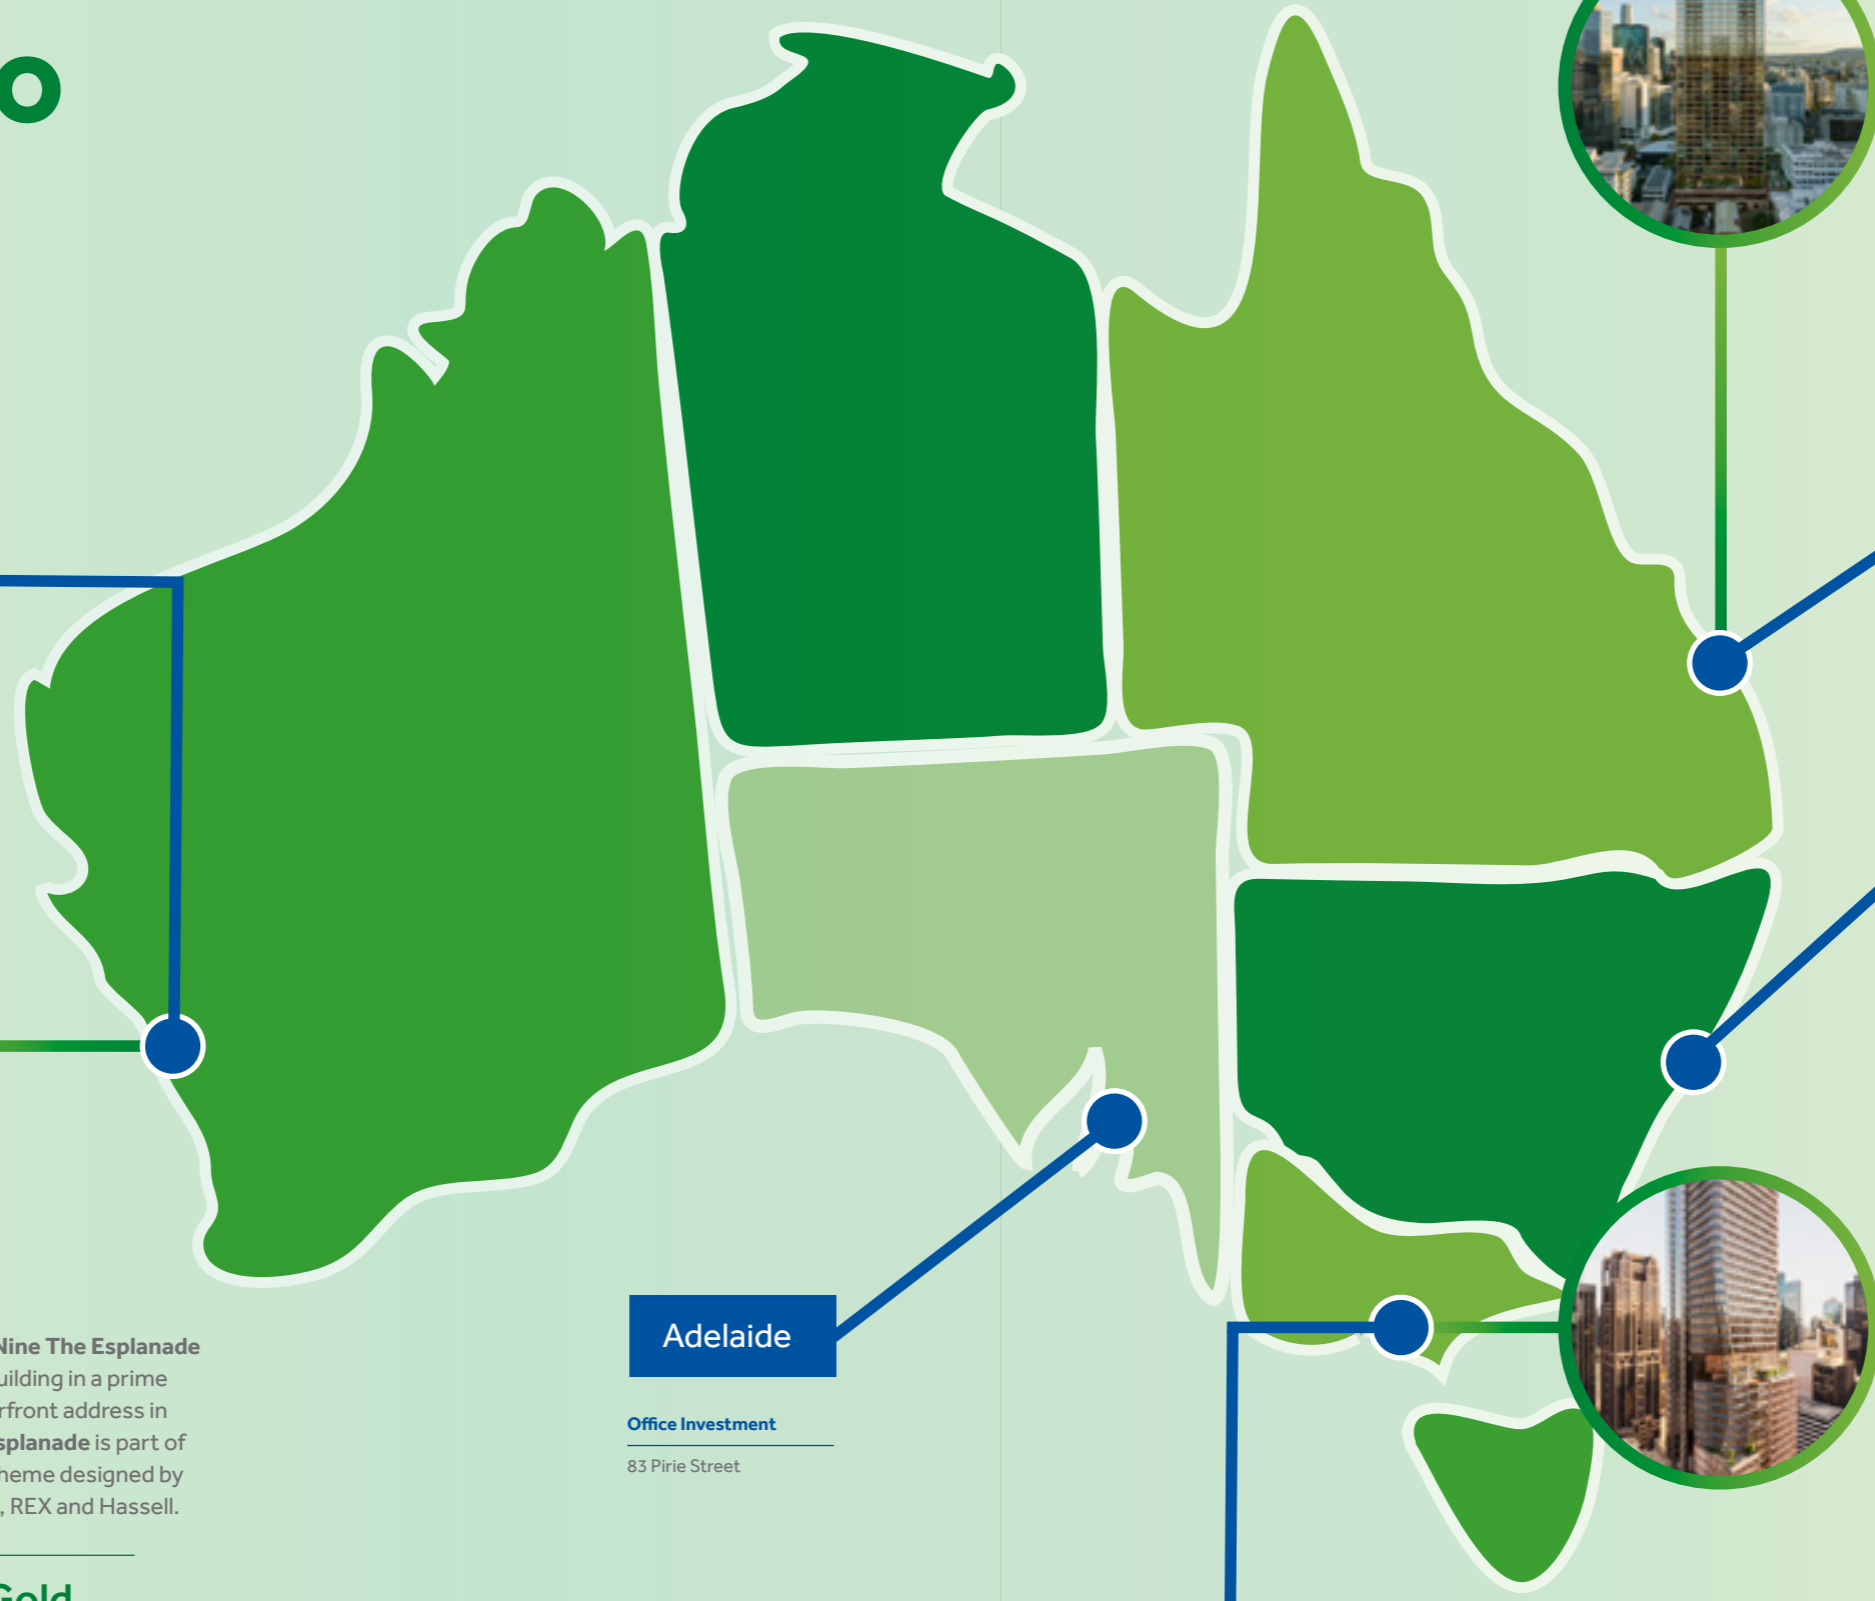 o
Nine The Esplanade
uilding in a prime
rfront address in
splanade is part of
heme designed by
, REX and Hassell.
Gold
Adelaide
Office Investment
83 Pirie Street